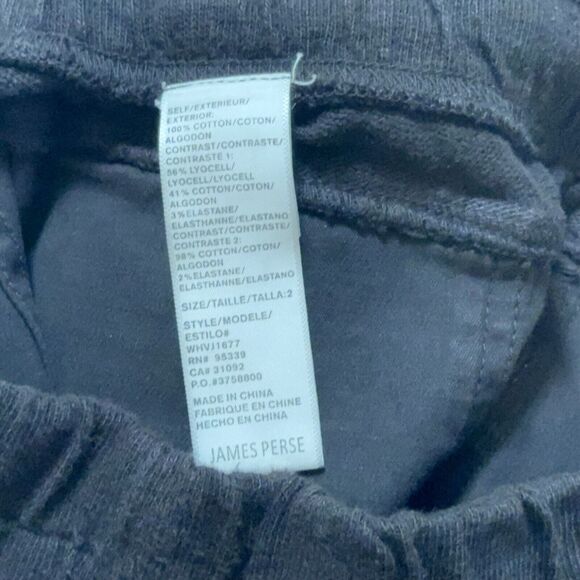 SELF/EXTERIEUR/
EXTERIOR:
100% COTTON/COTON/
ALGODON
CONTRAST/CONTRASTE/
CONTRASTE 1:
56% LYOCELL/
LYOCELL/LYOCELL
41% COTTON/COTON/
ALGODON
3% ELASTANE/
ELASTHANNE/ELASTANO
CONTRAST/CONTRASTE/
CONTRASTE 2:
98% COTTON/COTON/
ALGODON
2% ELASTANE/
ELASTHANNE/ELASTANO
SIZE/TAILLE/TALLA:2
STYLE/MODELE/
ESTILO#
WHVJ1677
RN# 95339
CA# 31092
P.O.#3758800
MADE IN CHINA
FABRIQUE EN CHINE
HECHO EN CHINO
JAMES PERSE